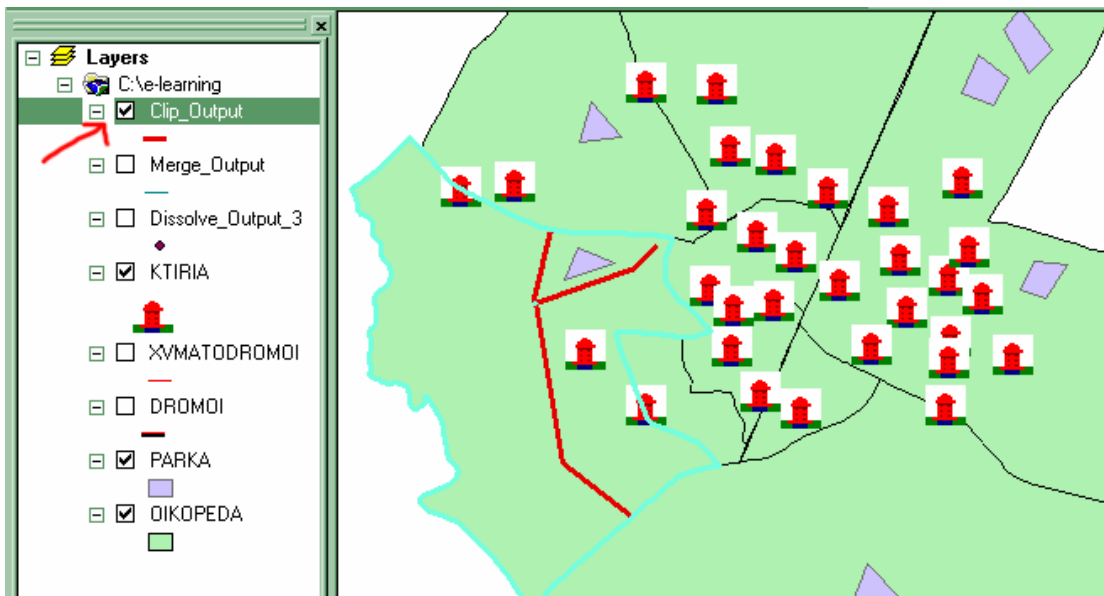 Layers
C:\e-learning
Clip_Output
Merge_Output
Dissolve_Output_3
KTIRIA
XVMATODROMOI
DROMOI
PARKA
OIKOPEDA